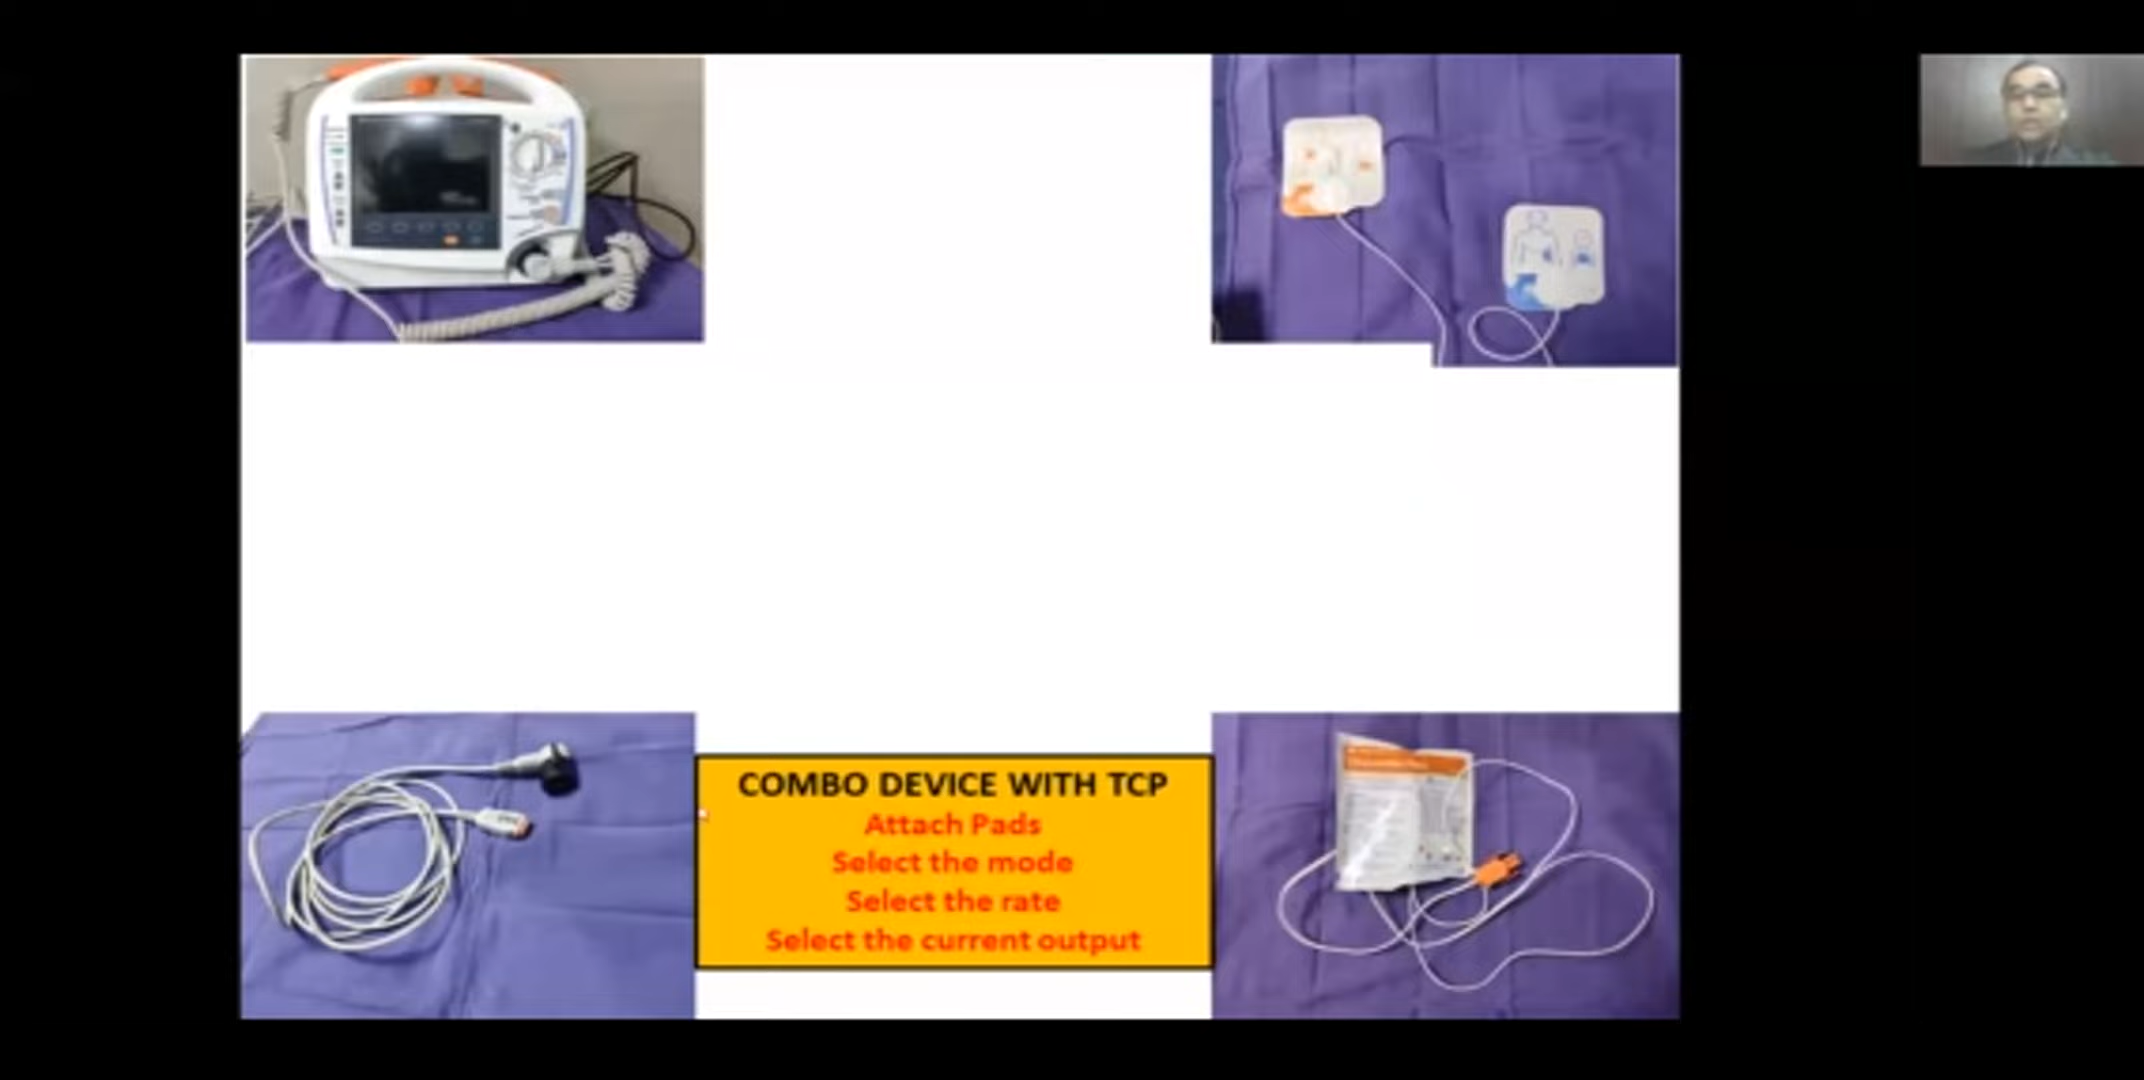 COMBO DEVICE WITH TCP
Attach Pads
Select the mode
Select the rate
Select the current output